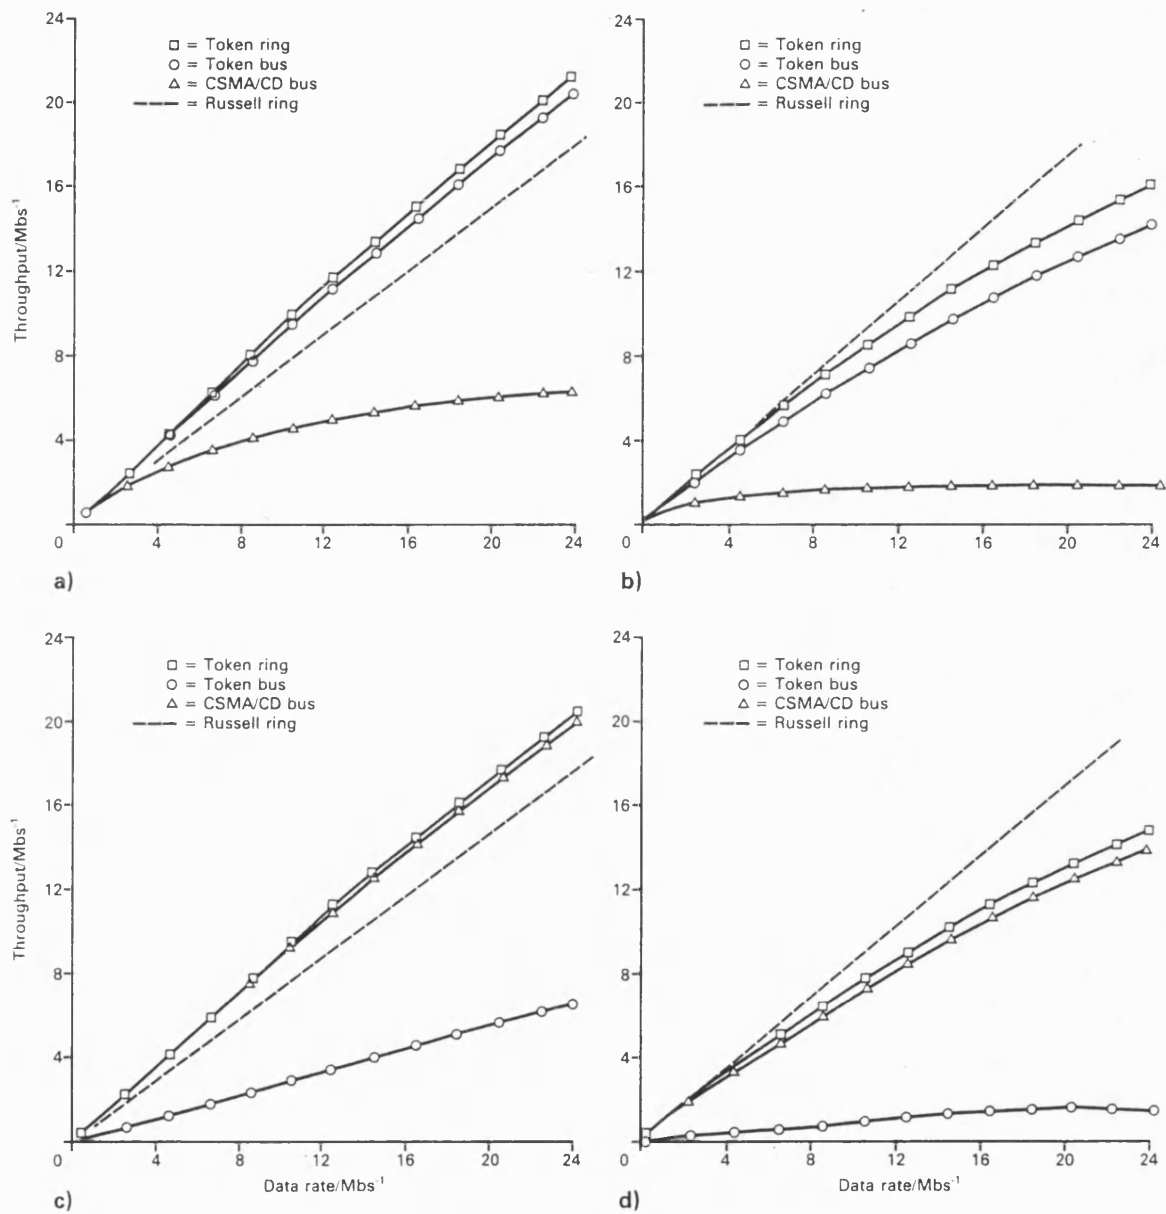 24
20
16
12
8
4
0
Throughput/Mbs⁻¹
□ = Token ring
○ = Token bus
△ = CSMA/CD bus
= Russell ring
4 8 12 16 20 24
a)
24
20
16
12
8
4
0
□ = Token ring
○ = Token bus
△ = CSMA/CD bus
= Russell ring
4 8 12 16 20 24
b)
24
20
16
12
8
4
0
Throughput/Mbs⁻¹
□ = Token ring
○ = Token bus
△ = CSMA/CD bus
= Russell ring
4 8 12 16 20 24
Data rate/Mbs⁻¹
c)
24
20
16
12
8
4
0
□ = Token ring
○ = Token bus
△ = CSMA/CD bus
= Russell ring
4 8 12 16 20 24
Data rate/Mbs⁻¹
d)